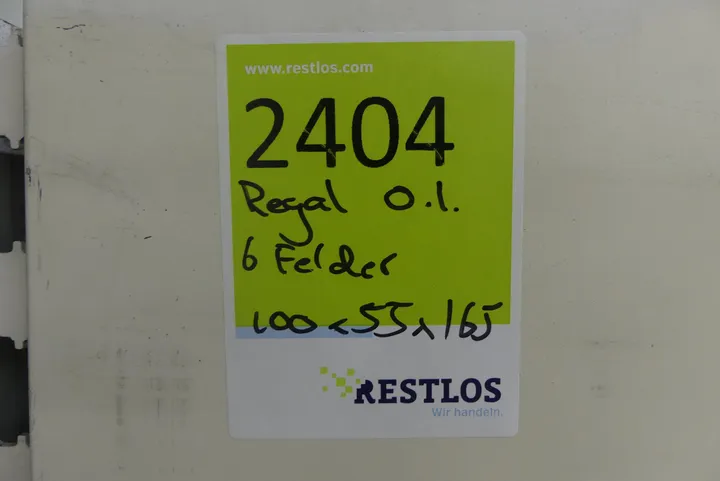 www.restlos.com
2404
Regal O.l.
6 Felder
100x55x165
RESTLOS
Wir handeln.